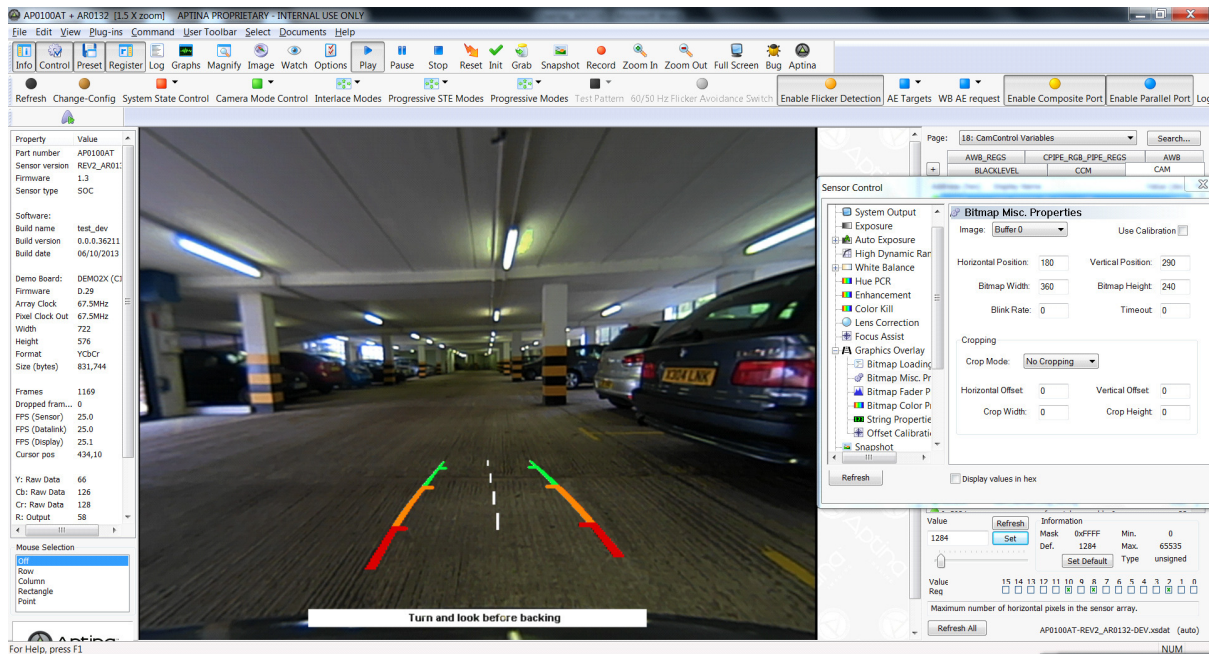 AP0100AT + AR0132 [1.5 X zoom] APTINA PROPRIETARY - INTERNAL USE ONLY
File Edit View Plug-ins Command User Toolbar Select Documents Help
Info Control Preset Register Log Graphs Magnify Image Watch Options Play Pause Stop Reset Init Grab Snapshot Record Zoom In Zoom Out Full Screen Bug Aptina
Refresh Change-Config System State Control Camera Mode Control Interlace Modes Progressive STE Modes Progressive Modes Test Pattern 60/50 Hz Flicker Avoidance Switch Enable Flicker Detection AE Targets WB AE request Enable Composite Port Enable Parallel Port Log
Property Value
Part number AP0100AT
Sensor version REV2_AR013
Firmware 1.3
Sensor type SOC
Software:
Build name test_dev
Build version 0.0.0.36211
Build date 06/10/2013
Demo Board: DEMO2X (C
Firmware D.29
Array Clock 67.5MHz
Pixel Clock Out 67.5MHz
Width 722
Height 576
Format YCbCr
Size (bytes) 831,744
Frames 1169
Dropped fram... 0
FPS (Sensor) 25.0
FPS (Datalink) 25.0
FPS (Display) 25.1
Cursor pos 434,10
Y: Raw Data 66
Cb: Raw Data 126
Cr: Raw Data 128
R: Output 58
Mouse Selection
Off
Row
Column
Rectangle
Point
Aptina
X304 LNK
Turn and look before backing
Page: 18: CamControl Variables Search...
AWB_REGS CPIPE_RGB_PIPE_REGS AWB
+ BLACKLEVEL CCM CAM
Sensor Control
System Output
Exposure
Auto Exposure
High Dynamic Ran
White Balance
Hue PCR
Enhancement
Color Kill
Lens Correction
Focus Assist
Graphics Overlay
Bitmap Loading
Bitmap Misc. Pr
Bitmap Fader P
Bitmap Color Pr
String Propertie
Offset Calibrati
Snapshot
Refresh
Bitmap Misc. Properties
Image: Buffer 0 Use Calibration
Horizontal Position: 180 Vertical Position: 290
Bitmap Width: 360 Bitmap Height: 240
Blink Rate: 0 Timeout 0
Cropping
Crop Mode: No Cropping
Horizontal Offset: 0 Vertical Offset: 0
Crop Width: 0 Crop Height: 0
Display values in hex
Value Refresh
1284 Set
Information
Mask 0xFFFF Min. 0
Def. 1284 Max. 65535
Set Default Type unsigned
Value 15 14 13 12 11 10 9 8 7 6 5 4 3 2 1 0
Req
Maximum number of horizontal pixels in the sensor array.
Refresh All AP0100AT-REV2_AR0132-DEV.xsdat (auto)
For Help, press F1 NUM